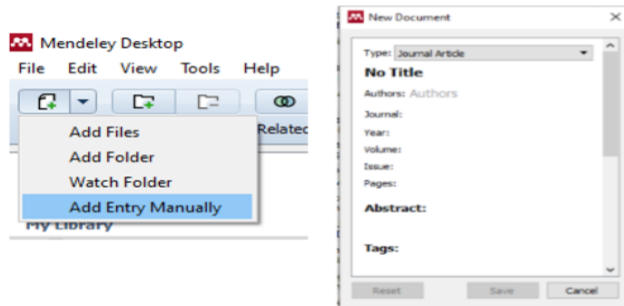 Mendeley Desktop
File Edit View Tools Help
Related
Add Files
Add Folder
Watch Folder
Add Entry Manually
My Library
New Document
Type: Journal Article
No Title
Authors: Authors
Journal:
Year:
Volume:
Issue:
Pages:
Abstract:
Tags:
Reset Save Cancel